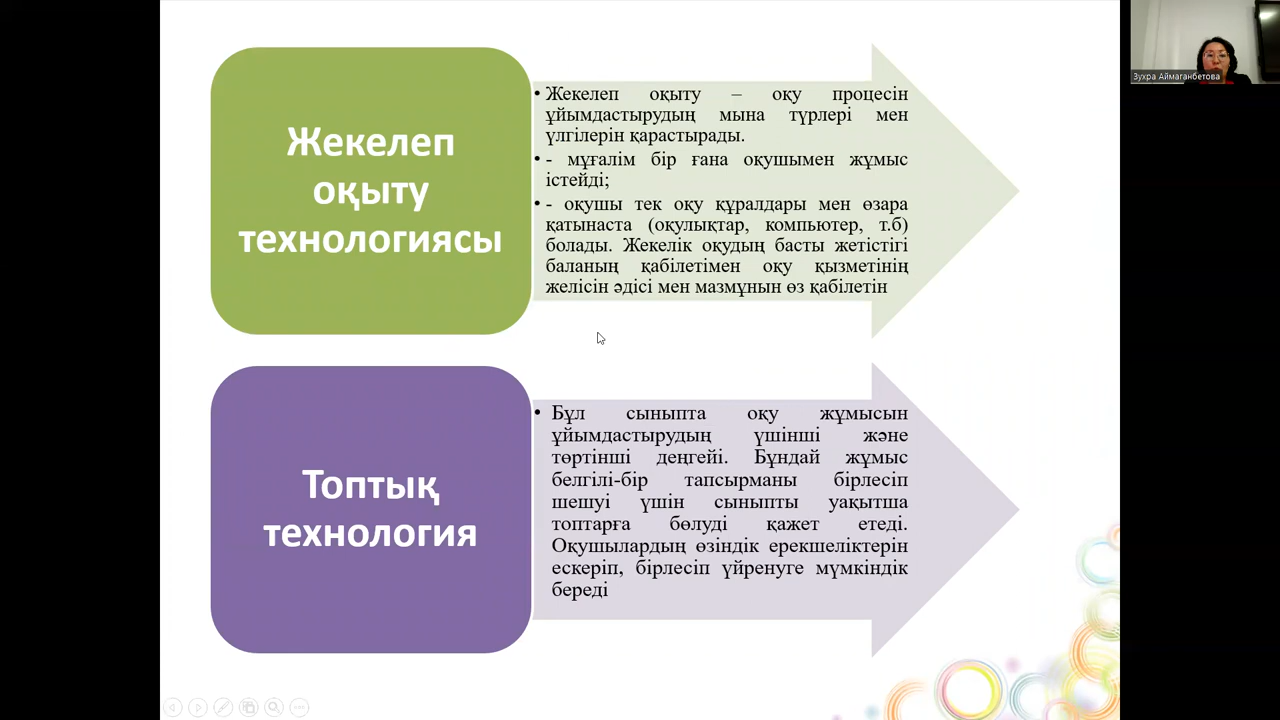 Жекелеп
оқыту
технологиясы
• Жекелеп оқыту – оқу процесін
ұйымдастырудың мына түрлері мен
үлгілерін қарастырады.
• - мұғалім бір ғана оқушымен жұмыс
істейді;
• - оқушы тек оқу құралдары мен өзара
қатынаста (оқулықтар, компьютер, т.б)
болады. Жекелік оқудың басты жетістігі
баланың қабілетімен оқу қызметінің
желісін әдісі мен мазмұнын өз қабілетін
Топтық
технология
• Бұл сыныпта оқу жұмысын
ұйымдастырудың үшінші және
төртінші деңгейі. Бұндай жұмыс
белгілі-бір тапсырманы бірлесіп
шешуі үшін сыныпты уақытша
топтарға бөлуді қажет етеді.
Оқушылардың өзіндік ерекшеліктерін
ескеріп, бірлесіп үйренуге мүмкіндік
береді
Зухра Аймаганбетова